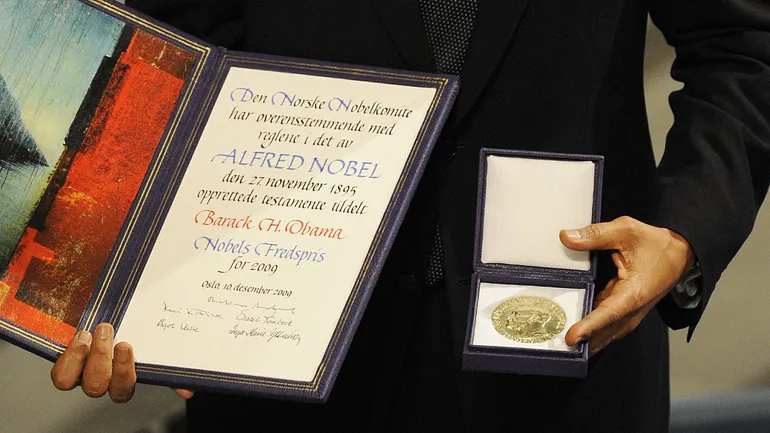 Den Norske Nobelkomite
har overensstemmende med
reglene i det av
ALFRED NOBEL
den 27. november 1895
opprettede testamente tildelt
Barack H. Obama
Nobels Fredspris
for 2009
Oslo, 10. desember 2009